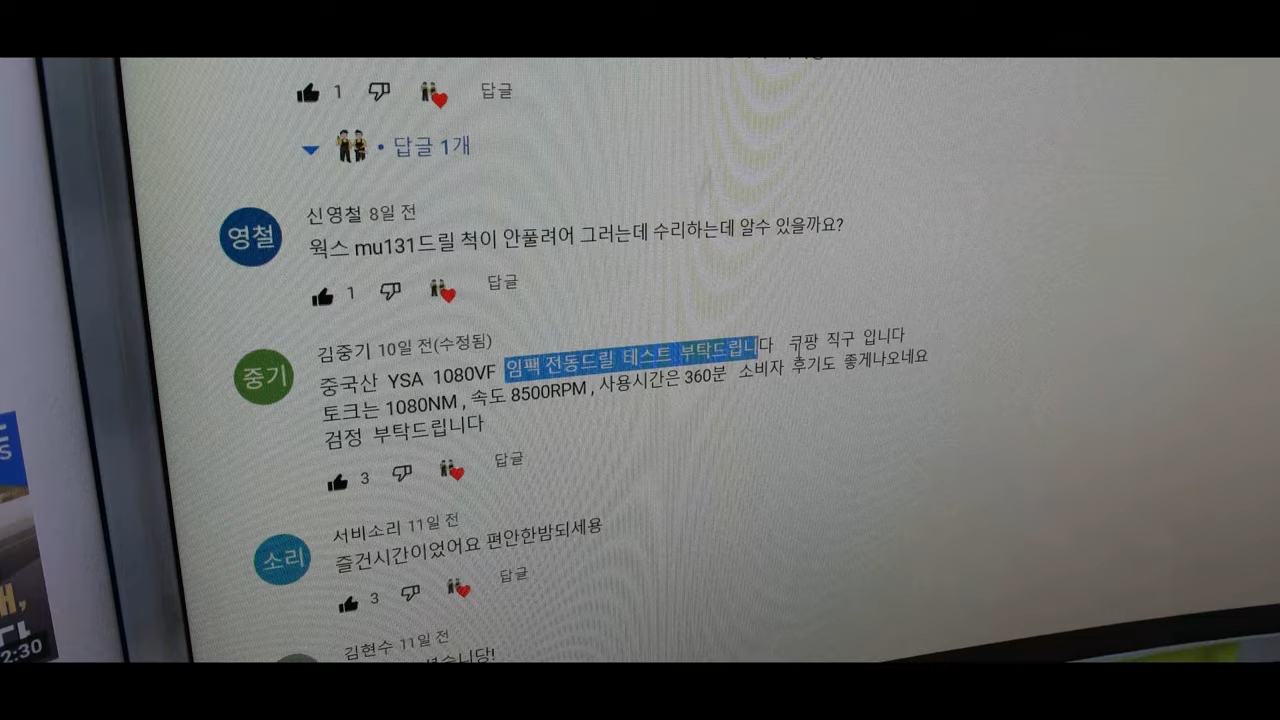 1 답글
답글 1개
영철
신영철 8일 전
웍스 mu131드릴 척이 안풀려어 그러는데 수리하는데 알수 있을까요?
1 답글
중기
김중기 10일 전(수정됨)
중국산 YSA 1080VF 임팩 전동드릴 테스트 부탁드립니다 쿠팡 직구 입니다
토크는 1080NM , 속도 8500RPM , 사용시간은 360분 소비자 후기도 좋게나오네요
검정 부탁드립니다
3 답글
소리
서비소리 11일 전
즐건시간이었어요 편안한밤되세용
3 답글
김현수 11일 전
2:30